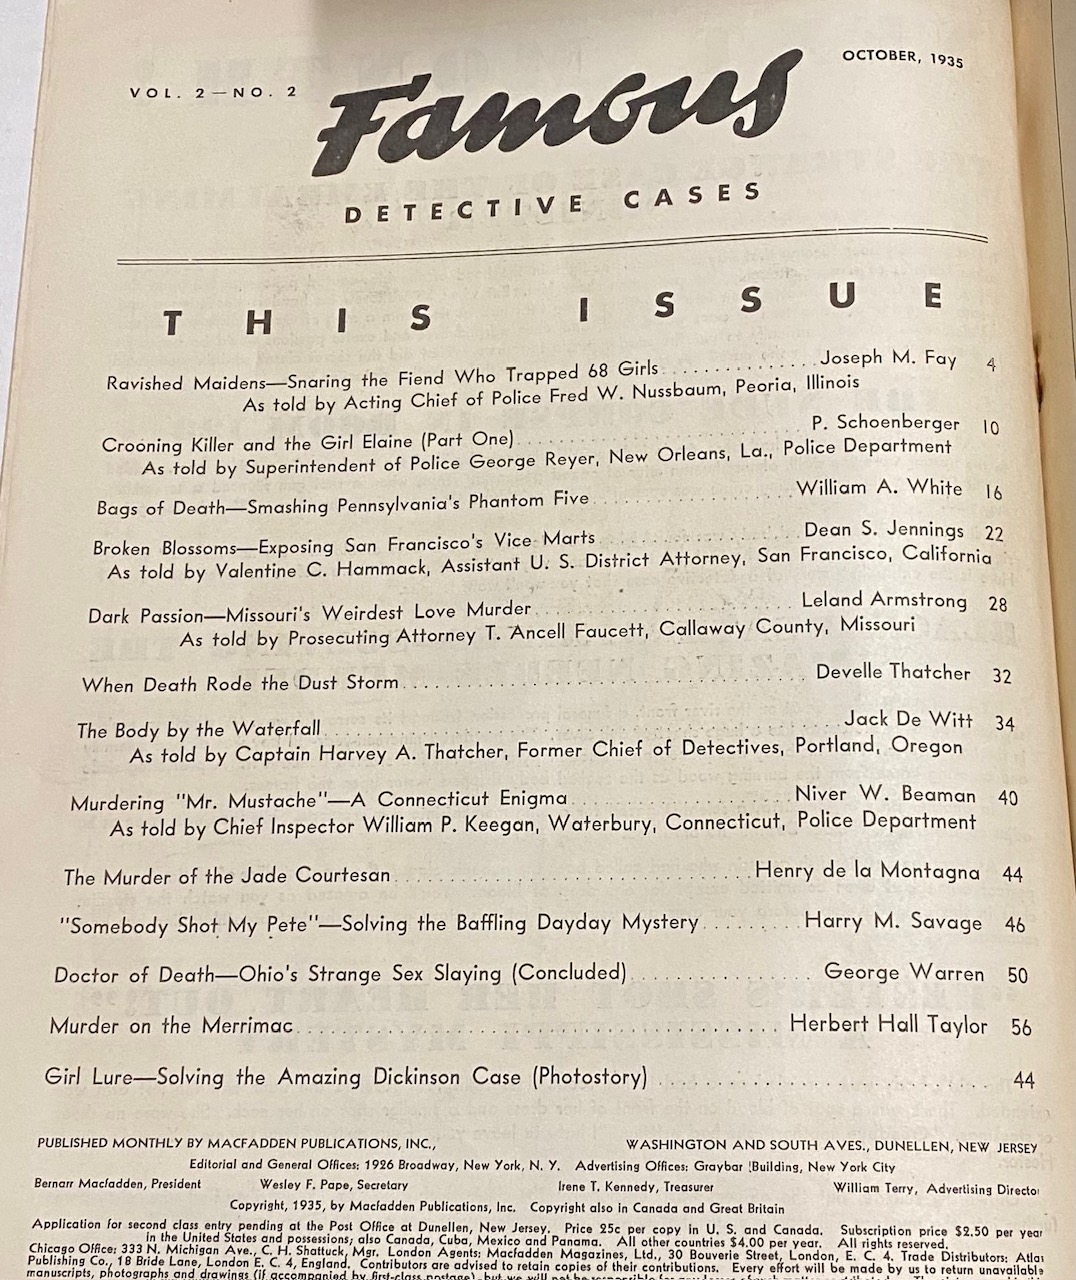 VOL. 2—NO. 2
OCTOBER, 1935
Famous
DETECTIVE CASES
THIS ISSUE
Ravished Maidens—Snaring the Fiend Who Trapped 68 Girls . . . . . . . . . . . . Joseph M. Fay 4
As told by Acting Chief of Police Fred W. Nussbaum, Peoria, Illinois
Crooning Killer and the Girl Elaine (Part One) . . . . . . . . . . . . P. Schoenberger 10
As told by Superintendent of Police George Reyer, New Orleans, La., Police Department
Bags of Death—Smashing Pennsylvania's Phantom Five . . . . . . . . . . . . William A. White 16
Broken Blossoms—Exposing San Francisco's Vice Marts . . . . . . . . . . . . Dean S. Jennings 22
As told by Valentine C. Hammack, Assistant U. S. District Attorney, San Francisco, California
Dark Passion—Missouri's Weirdest Love Murder . . . . . . . . . . . . Leland Armstrong 28
As told by Prosecuting Attorney T. Ancell Faucett, Callaway County, Missouri
When Death Rode the Dust Storm . . . . . . . . . . . . Develle Thatcher 32
The Body by the Waterfall . . . . . . . . . . . . Jack De Witt 34
As told by Captain Harvey A. Thatcher, Former Chief of Detectives, Portland, Oregon
Murdering "Mr. Mustache"—A Connecticut Enigma . . . . . . . . . . . . Niver W. Beaman 40
As told by Chief Inspector William P. Keegan, Waterbury, Connecticut, Police Department
The Murder of the Jade Courtesan . . . . . . . . . . . . Henry de la Montagna 44
"Somebody Shot My Pete"—Solving the Baffling Dayday Mystery . . . . . . . . . Harry M. Savage 46
Doctor of Death—Ohio's Strange Sex Slaying (Concluded) . . . . . . . . . . . . George Warren 50
Murder on the Merrimac . . . . . . . . . . . . Herbert Hall Taylor 56
Girl Lure—Solving the Amazing Dickinson Case (Photostory) . . . . . . . . . . . . 44
PUBLISHED MONTHLY BY MACFADDEN PUBLICATIONS, INC., WASHINGTON AND SOUTH AVES., DUNELLEN, NEW JERSEY
Editorial and General Offices: 1926 Broadway, New York, N. Y. Advertising Offices: Graybar Building, New York City
Bernarr Macfadden, President Wesley F. Pape, Secretary Irene T. Kennedy, Treasurer William Terry, Advertising Director
Copyright, 1935, by Macfadden Publications, Inc. Copyright also in Canada and Great Britain
Application for second class entry pending at the Post Office at Dunellen, New Jersey. Price 25c per copy in U. S. and Canada. Subscription price $2.50 per year
in the United States and possessions; also Canada, Cuba, Mexico and Panama. All other countries $4.00 per year. All rights reserved.
Chicago Office: 333 N. Michigan Ave., C. H. Shattuck, Mgr. London Agents: Macfadden Magazines, Ltd., 30 Bouverie Street, London, E. C. 4. Trade Distributors: Atlas
Publishing Co., 18 Bride Lane, London E. C. 4, England. Contributors are advised to retain copies of their contributions. Every effort will be made by us to return unavailable
manuscripts, photographs and drawings (if accompanied by first-class postage) but we will not be responsible for